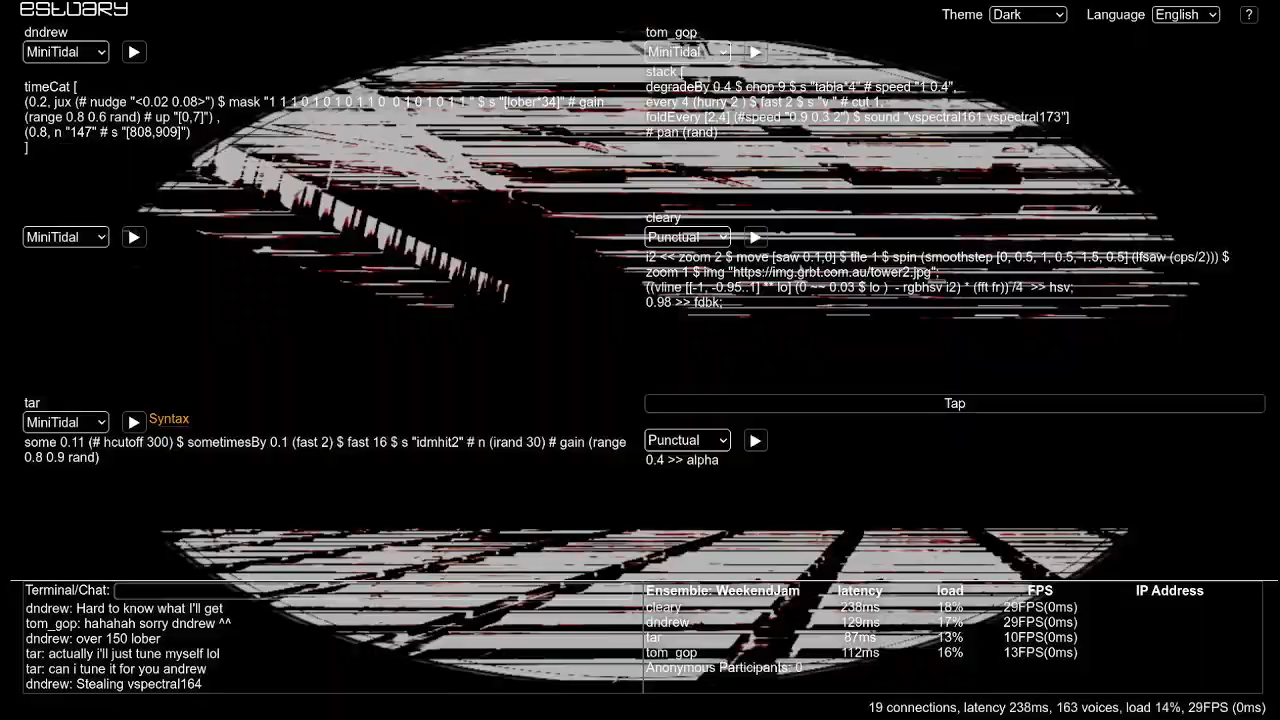 estuary
Theme Dark Language English ?
dndrew
MiniTidal
timeCat [
(0.2, jux (# nudge "<0.02 0.08>") $ mask "1 1 1 0 1 0 1 0 1 1 0  0 1 0 1 0 1 1 " $ s "[lober*34]" # gain
(range 0.8 0.6 rand) # up "[0,7]") ,
(0.8, n "147" # s "[808,909]")
]
tom_gop
MiniTidal
stack [
degradeBy 0.4 $ chop 9 $ s "tabla*4" # speed "1 0.4",
every 4 (hurry 2 ) $ fast 2 $ s "v " # cut 1,
foldEvery [2,4] (#speed "0.9 0.3 2") $ sound "vspectral161 vspectral173"]
# pan (rand)
MiniTidal
cleary
Punctual
i2 << zoom 2 $ move [saw 0.1,0] $ tile 1 $ spin (smoothstep [0, 0.5, 1, 0.5, 1.5, 0.5] (lfsaw (cps/2))) $
zoom 1 $ img "https://img.grbt.com.au/tower2.jpg";
((vline [[-1, -0.95..1] ** lo] (0 ~~ 0.03 $ lo )  - rgbhsv i2) * (fft fr)) /4  >> hsv;
0.98 >> fdbk;
tar
MiniTidal Syntax
some 0.11 (# hcutoff 300) $ sometimesBy 0.1 (fast 2) $ fast 16 $ s "idmhit2" # n (irand 30) # gain (range
0.8 0.9 rand)
Tap
Punctual
0.4 >> alpha
Terminal/Chat:
dndrew: Hard to know what I'll get
tom_gop: hahahah sorry dndrew ^^
dndrew: over 150 lober
tar: actually i'll just tune myself lol
tar: can i tune it for you andrew
dndrew: Stealing vspectral164
Ensemble: WeekendJam latency load FPS IP Address
cleary 238ms 18% 29FPS(0ms)
dndrew 129ms 17% 29FPS(0ms)
tar 87ms 13% 10FPS(0ms)
tom_gop 112ms 16% 13FPS(0ms)
Anonymous Participants: 0
19 connections, latency 238ms, 163 voices, load 14%, 29FPS (0ms)